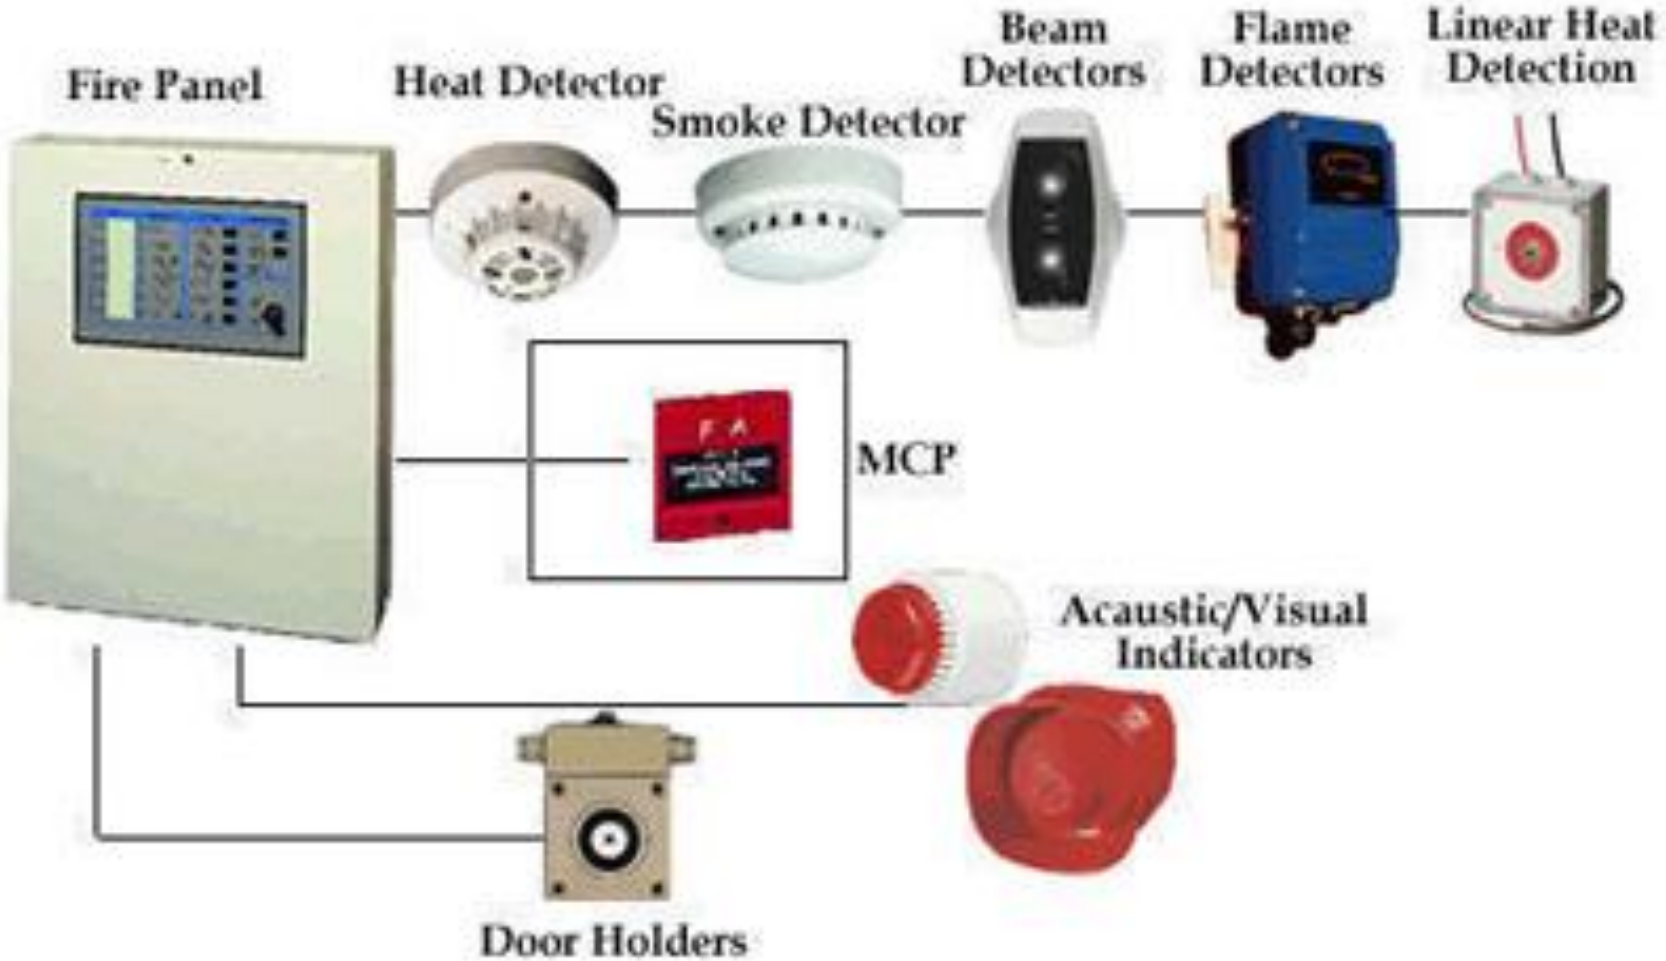 Fire Panel
Heat Detector
Smoke Detector
Beam
Detectors
Flame
Detectors
Linear Heat
Detection
F A
MCP
Acaustic/Visual
Indicators
Door Holders